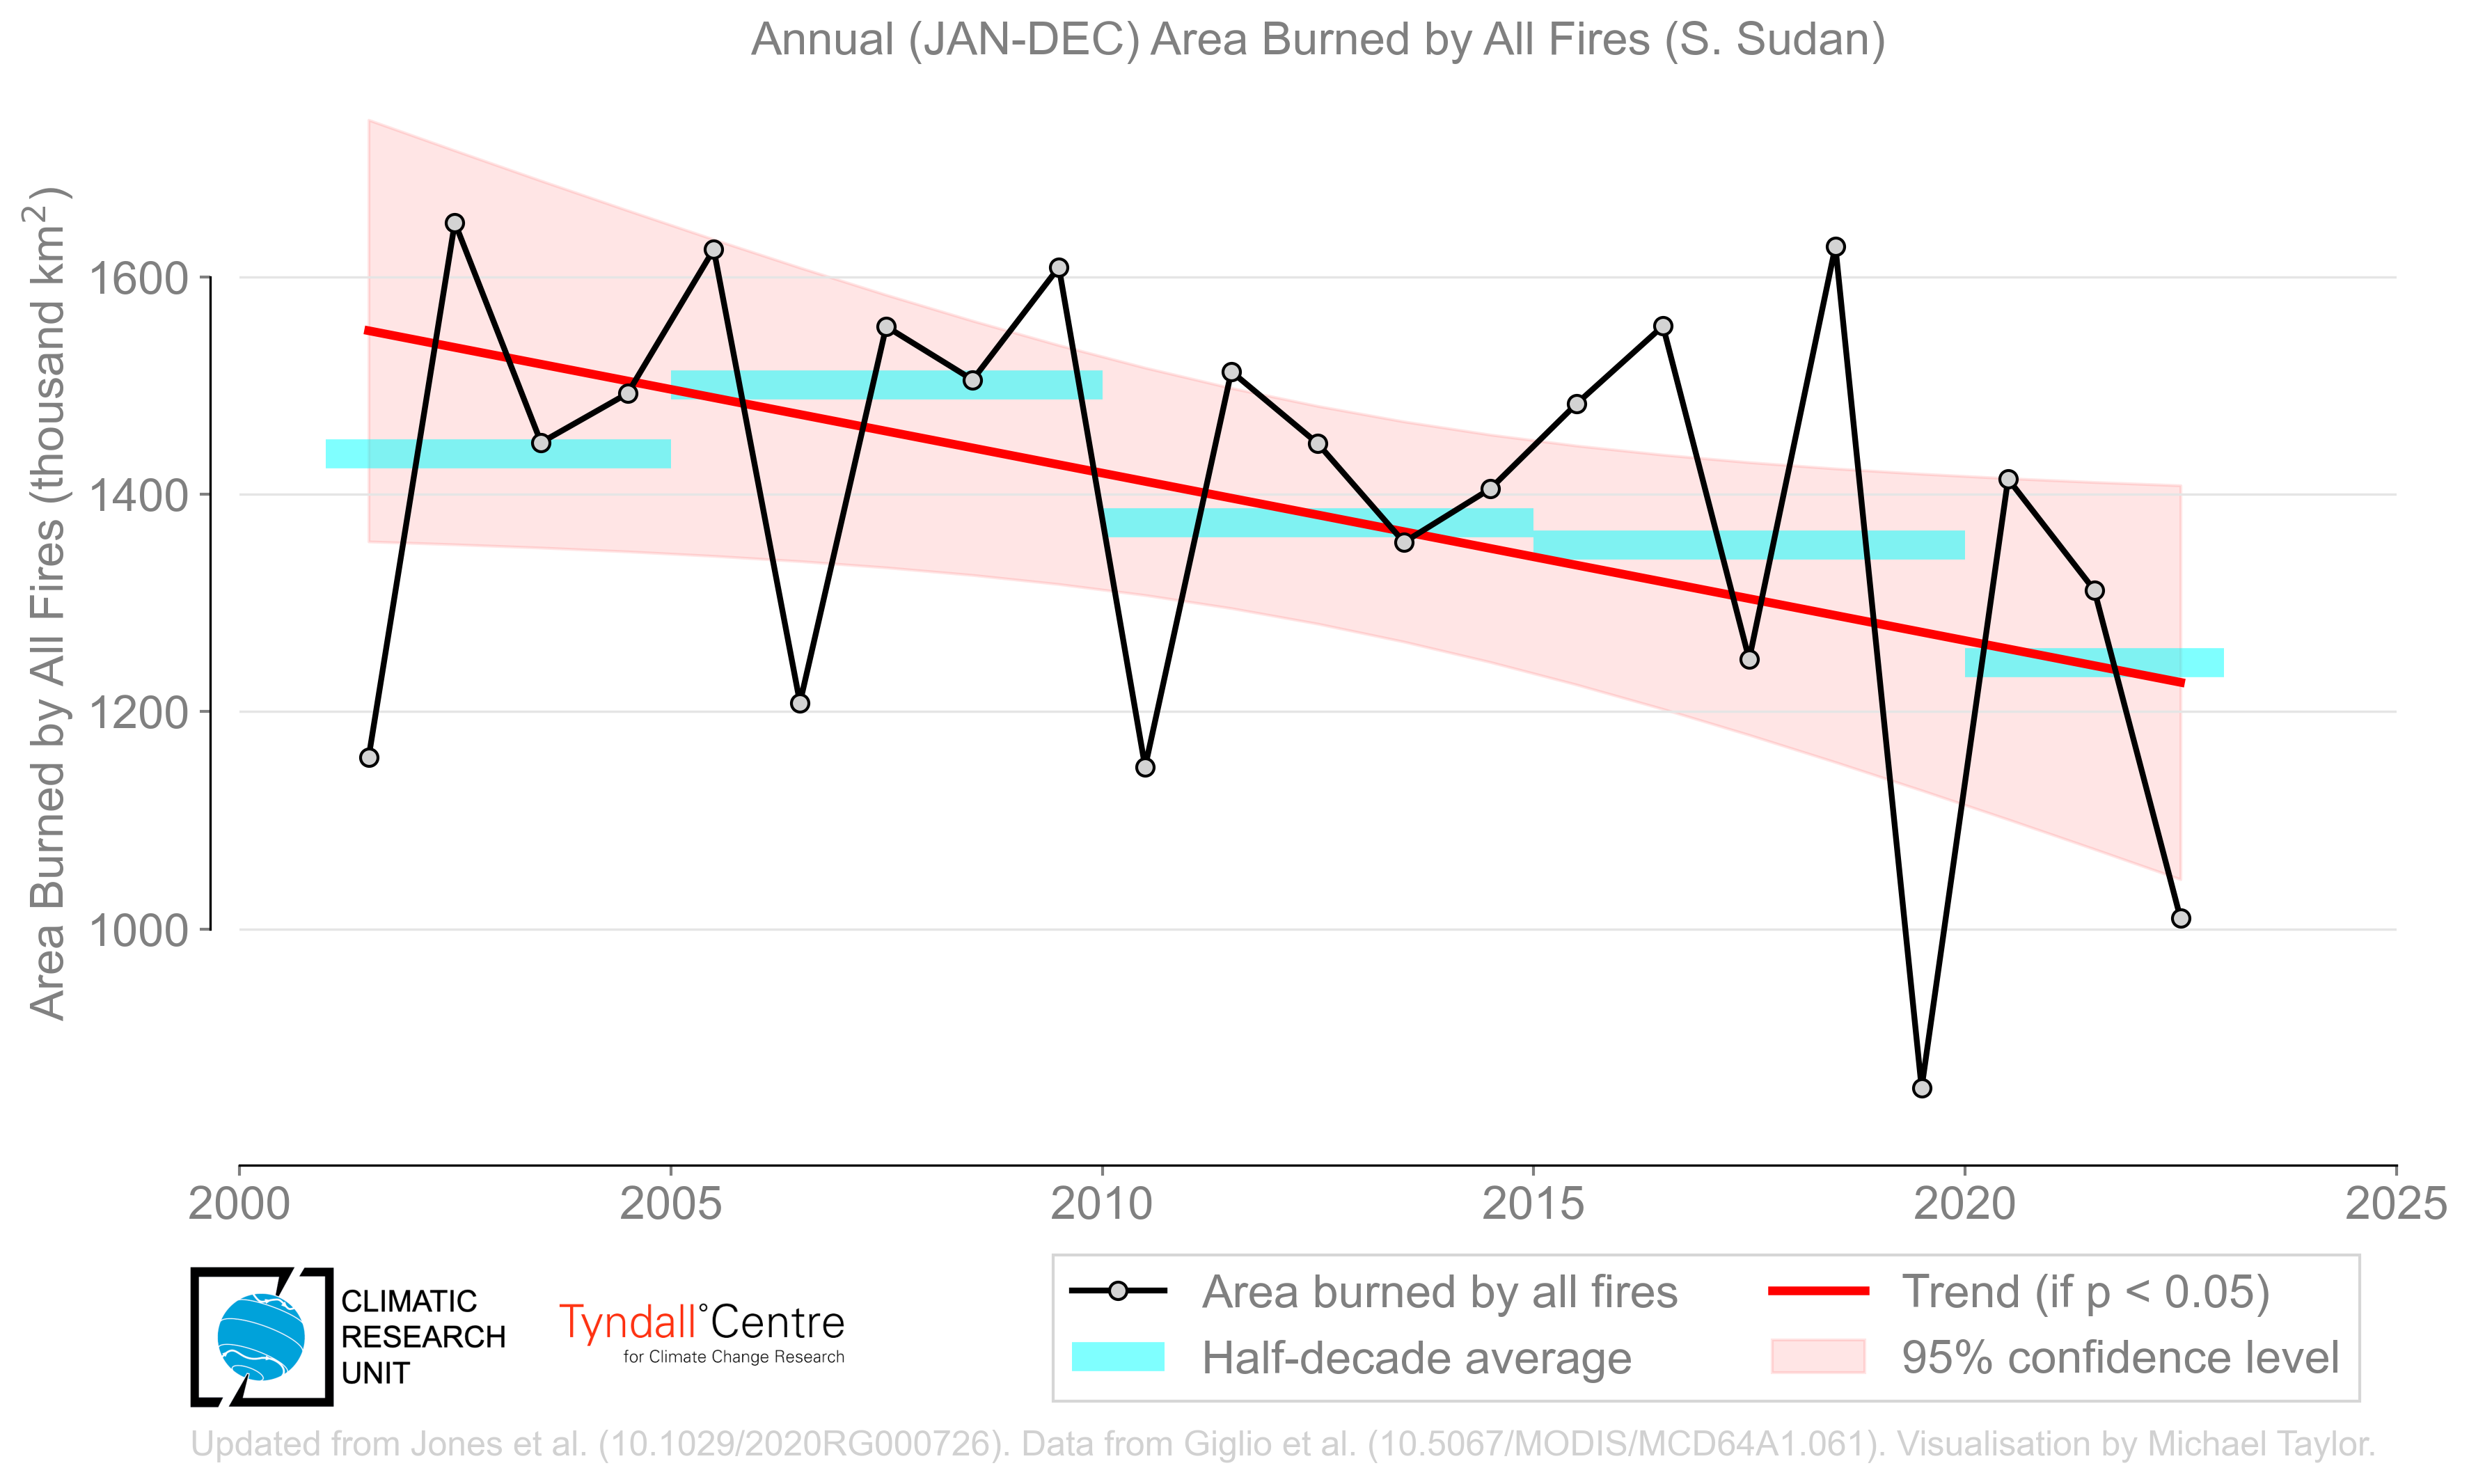 Annual (JAN-DEC) Area Burned by All Fires (S. Sudan)
Area Burned by All Fires (thousand km²)
1600
1400
1200
1000
2000 2005 2010 2015 2020 2025
CLIMATIC
RESEARCH
UNIT
Tyndall°Centre
for Climate Change Research
Area burned by all fires
Half-decade average
Trend (if p < 0.05)
95% confidence level
Updated from Jones et al. (10.1029/2020RG000726). Data from Giglio et al. (10.5067/MODIS/MCD64A1.061). Visualisation by Michael Taylor.